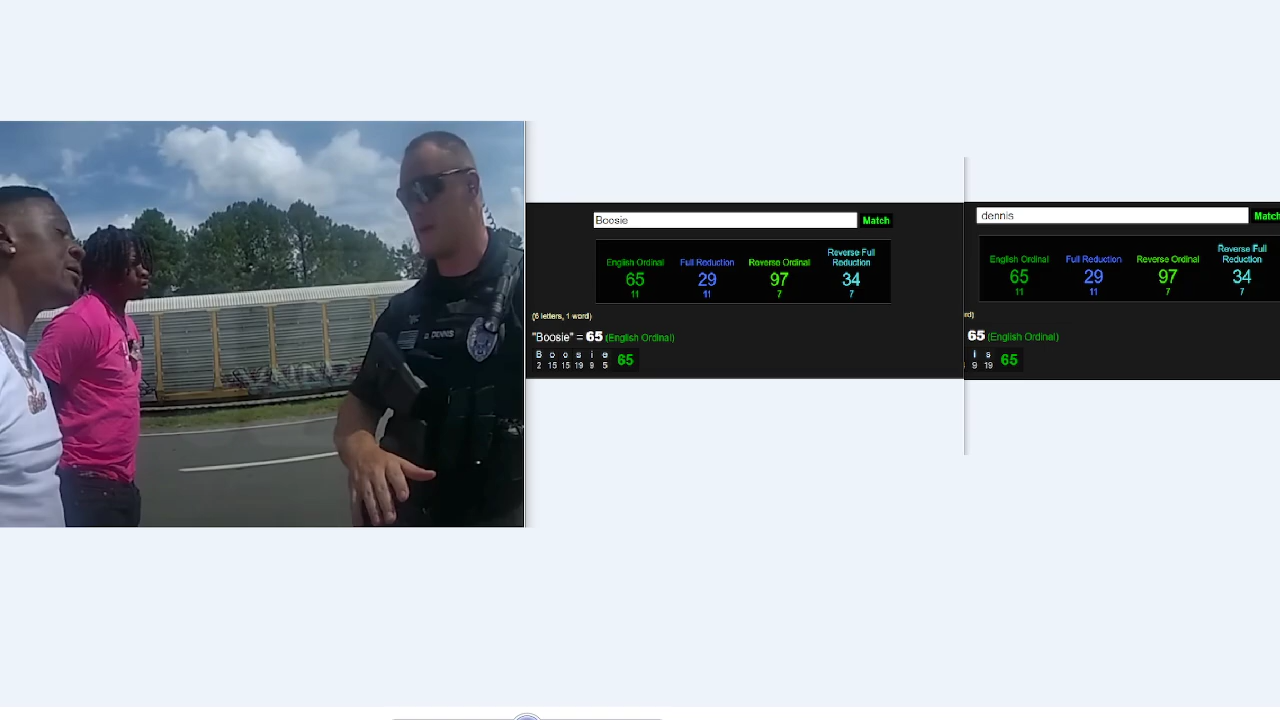 D. DENNIS
Boosie
Match
English Ordinal
65
11
Full Reduction
29
11
Reverse Ordinal
97
7
Reverse Full
Reduction
34
7
(6 letters, 1 word)
"Boosie" = 65 (English Ordinal)
B o o s i e
2 15 15 19 9 5
65
dennis
Match
English Ordinal
65
11
Full Reduction
29
11
Reverse Ordinal
97
7
Reverse Full
Reduction
34
7
rd)
65 (English Ordinal)
i s
9 19
65